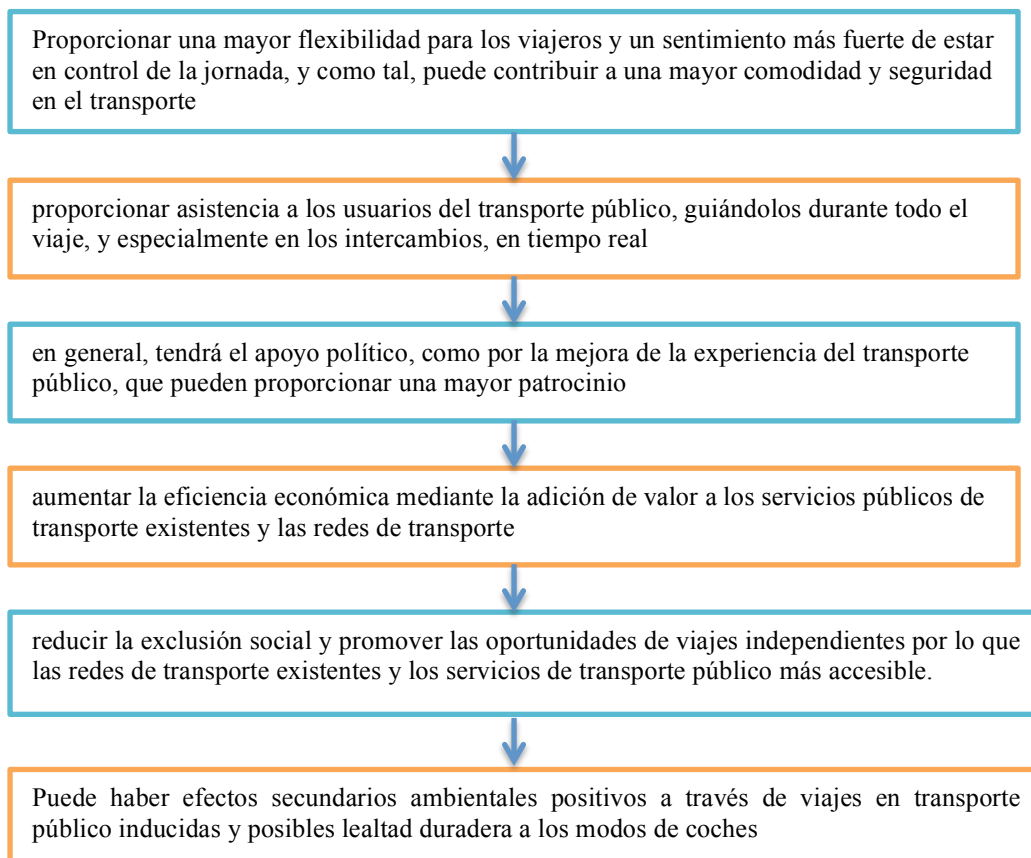 Proporcionar una mayor flexibilidad para los viajeros y un sentimiento más fuerte de estar
en control de la jornada, y como tal, puede contribuir a una mayor comodidad y seguridad
en el transporte
proporcionar asistencia a los usuarios del transporte público, guiándolos durante todo el
viaje, y especialmente en los intercambios, en tiempo real
en general, tendrá el apoyo político, como por la mejora de la experiencia del transporte
público, que pueden proporcionar una mayor patrocinio
aumentar la eficiencia económica mediante la adición de valor a los servicios públicos de
transporte existentes y las redes de transporte
reducir la exclusión social y promover las oportunidades de viajes independientes por lo que
las redes de transporte existentes y los servicios de transporte público más accesible.
Puede haber efectos secundarios ambientales positivos a través de viajes en transporte
público inducidas y posibles lealtad duradera a los modos de coches